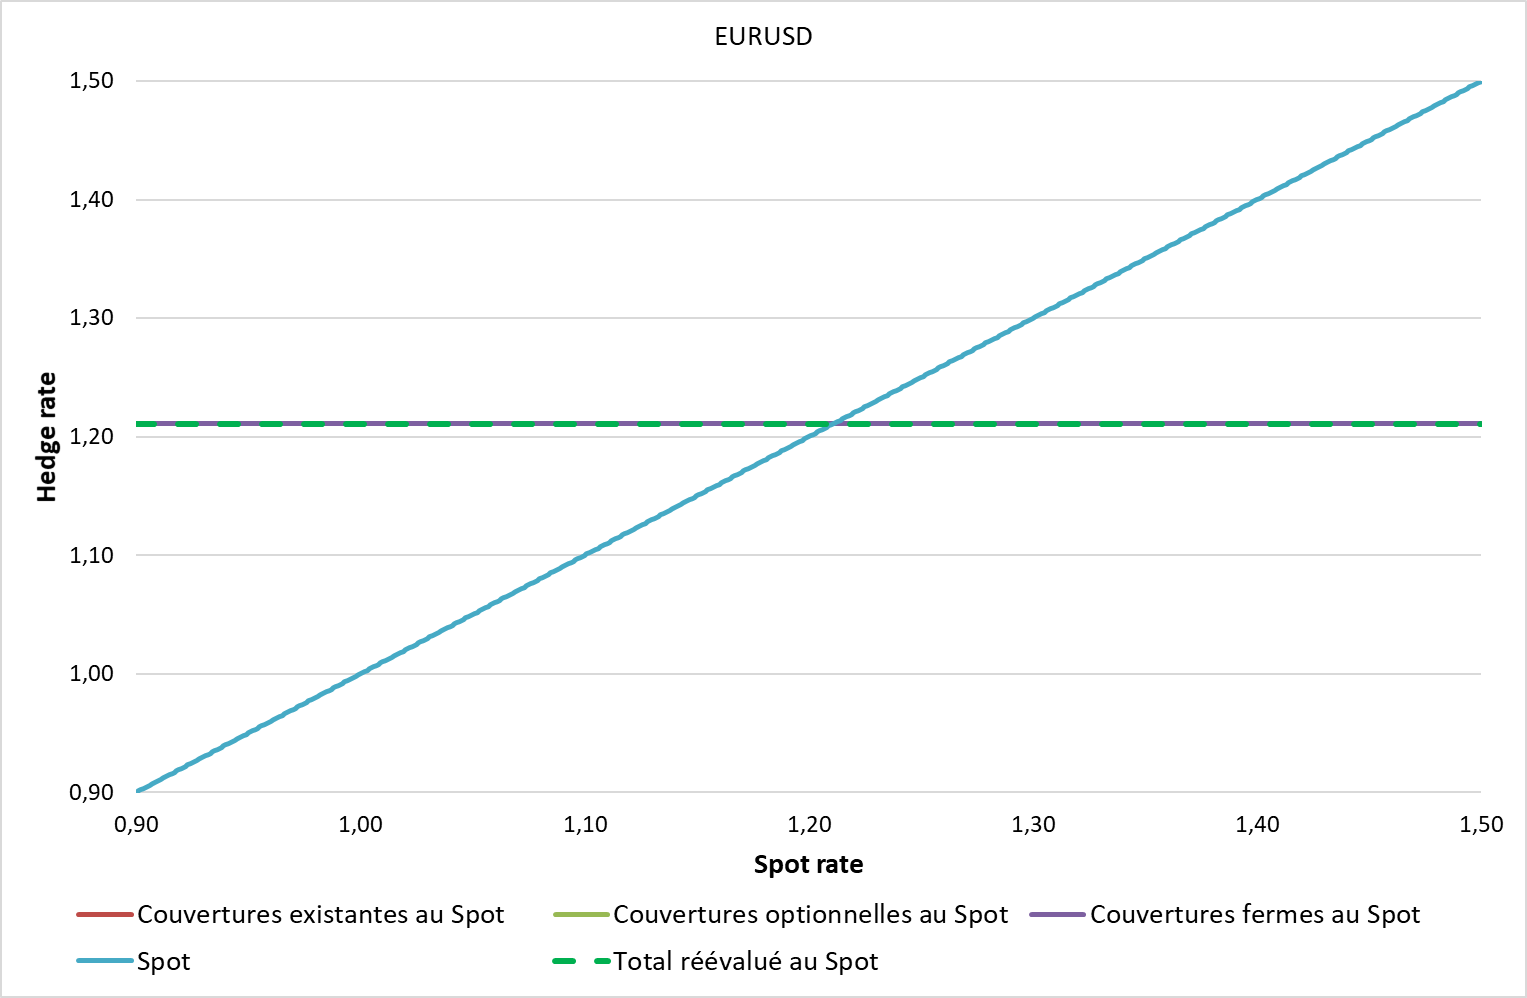 EURUSD
1,50
1,40
1,30
1,20
1,10
1,00
0,90
Hedge rate
0,90 1,00 1,10 1,20 1,30 1,40 1,50
Spot rate
Couvertures existantes au Spot Couvertures optionnelles au Spot Couvertures fermes au Spot
Spot Total réévalué au Spot